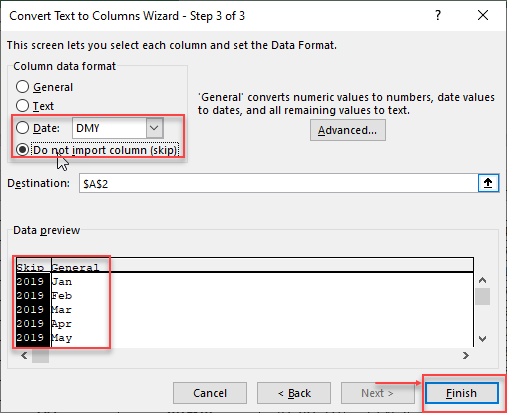 Convert Text to Columns Wizard - Step 3 of 3
This screen lets you select each column and set the Data Format.
Column data format
General
Text
Date: DMY
Do not import column (skip)
'General' converts numeric values to numbers, date values
to dates, and all remaining values to text.
Advanced...
Destination: $A$2
Data preview
Skip General
2019 Jan
2019 Feb
2019 Mar
2019 Apr
2019 May
Cancel < Back Next > Finish